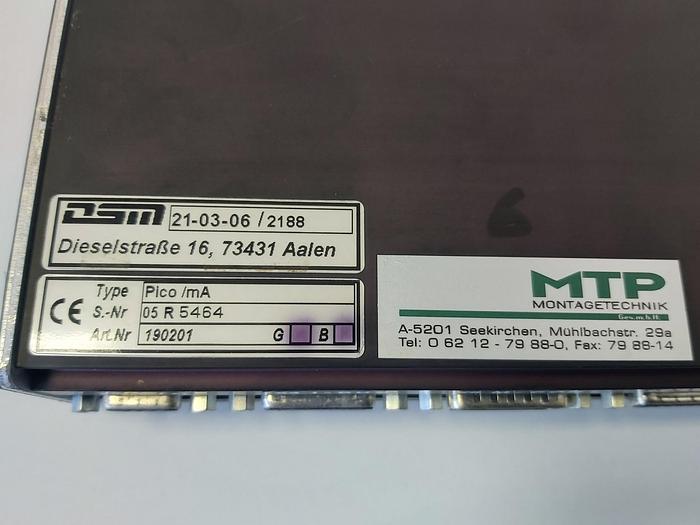 DSM 21-03-06 / 2188
Dieselstraße 16, 73431 Aalen
CE
Type Pico /mA
S.-Nr 05 R 5464
Art.Nr 190201 G B
6
MTP
MONTAGETECHNIK
Ges.m.b.H.
A-5201 Seekirchen, Mühlbachstr. 29a
Tel: 0 62 12 - 79 88-0, Fax: 79 88-14